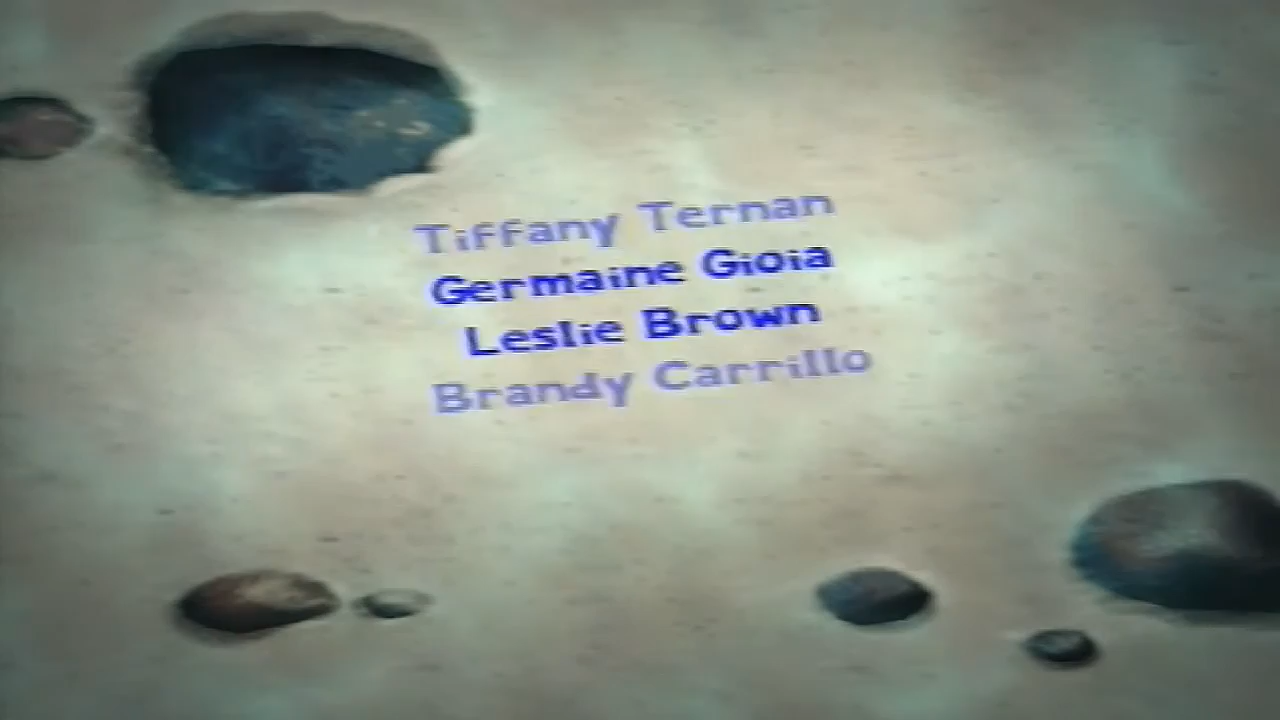 Tiffany Ternan
Germaine Gioia
Leslie Brown
Brandy Carrillo